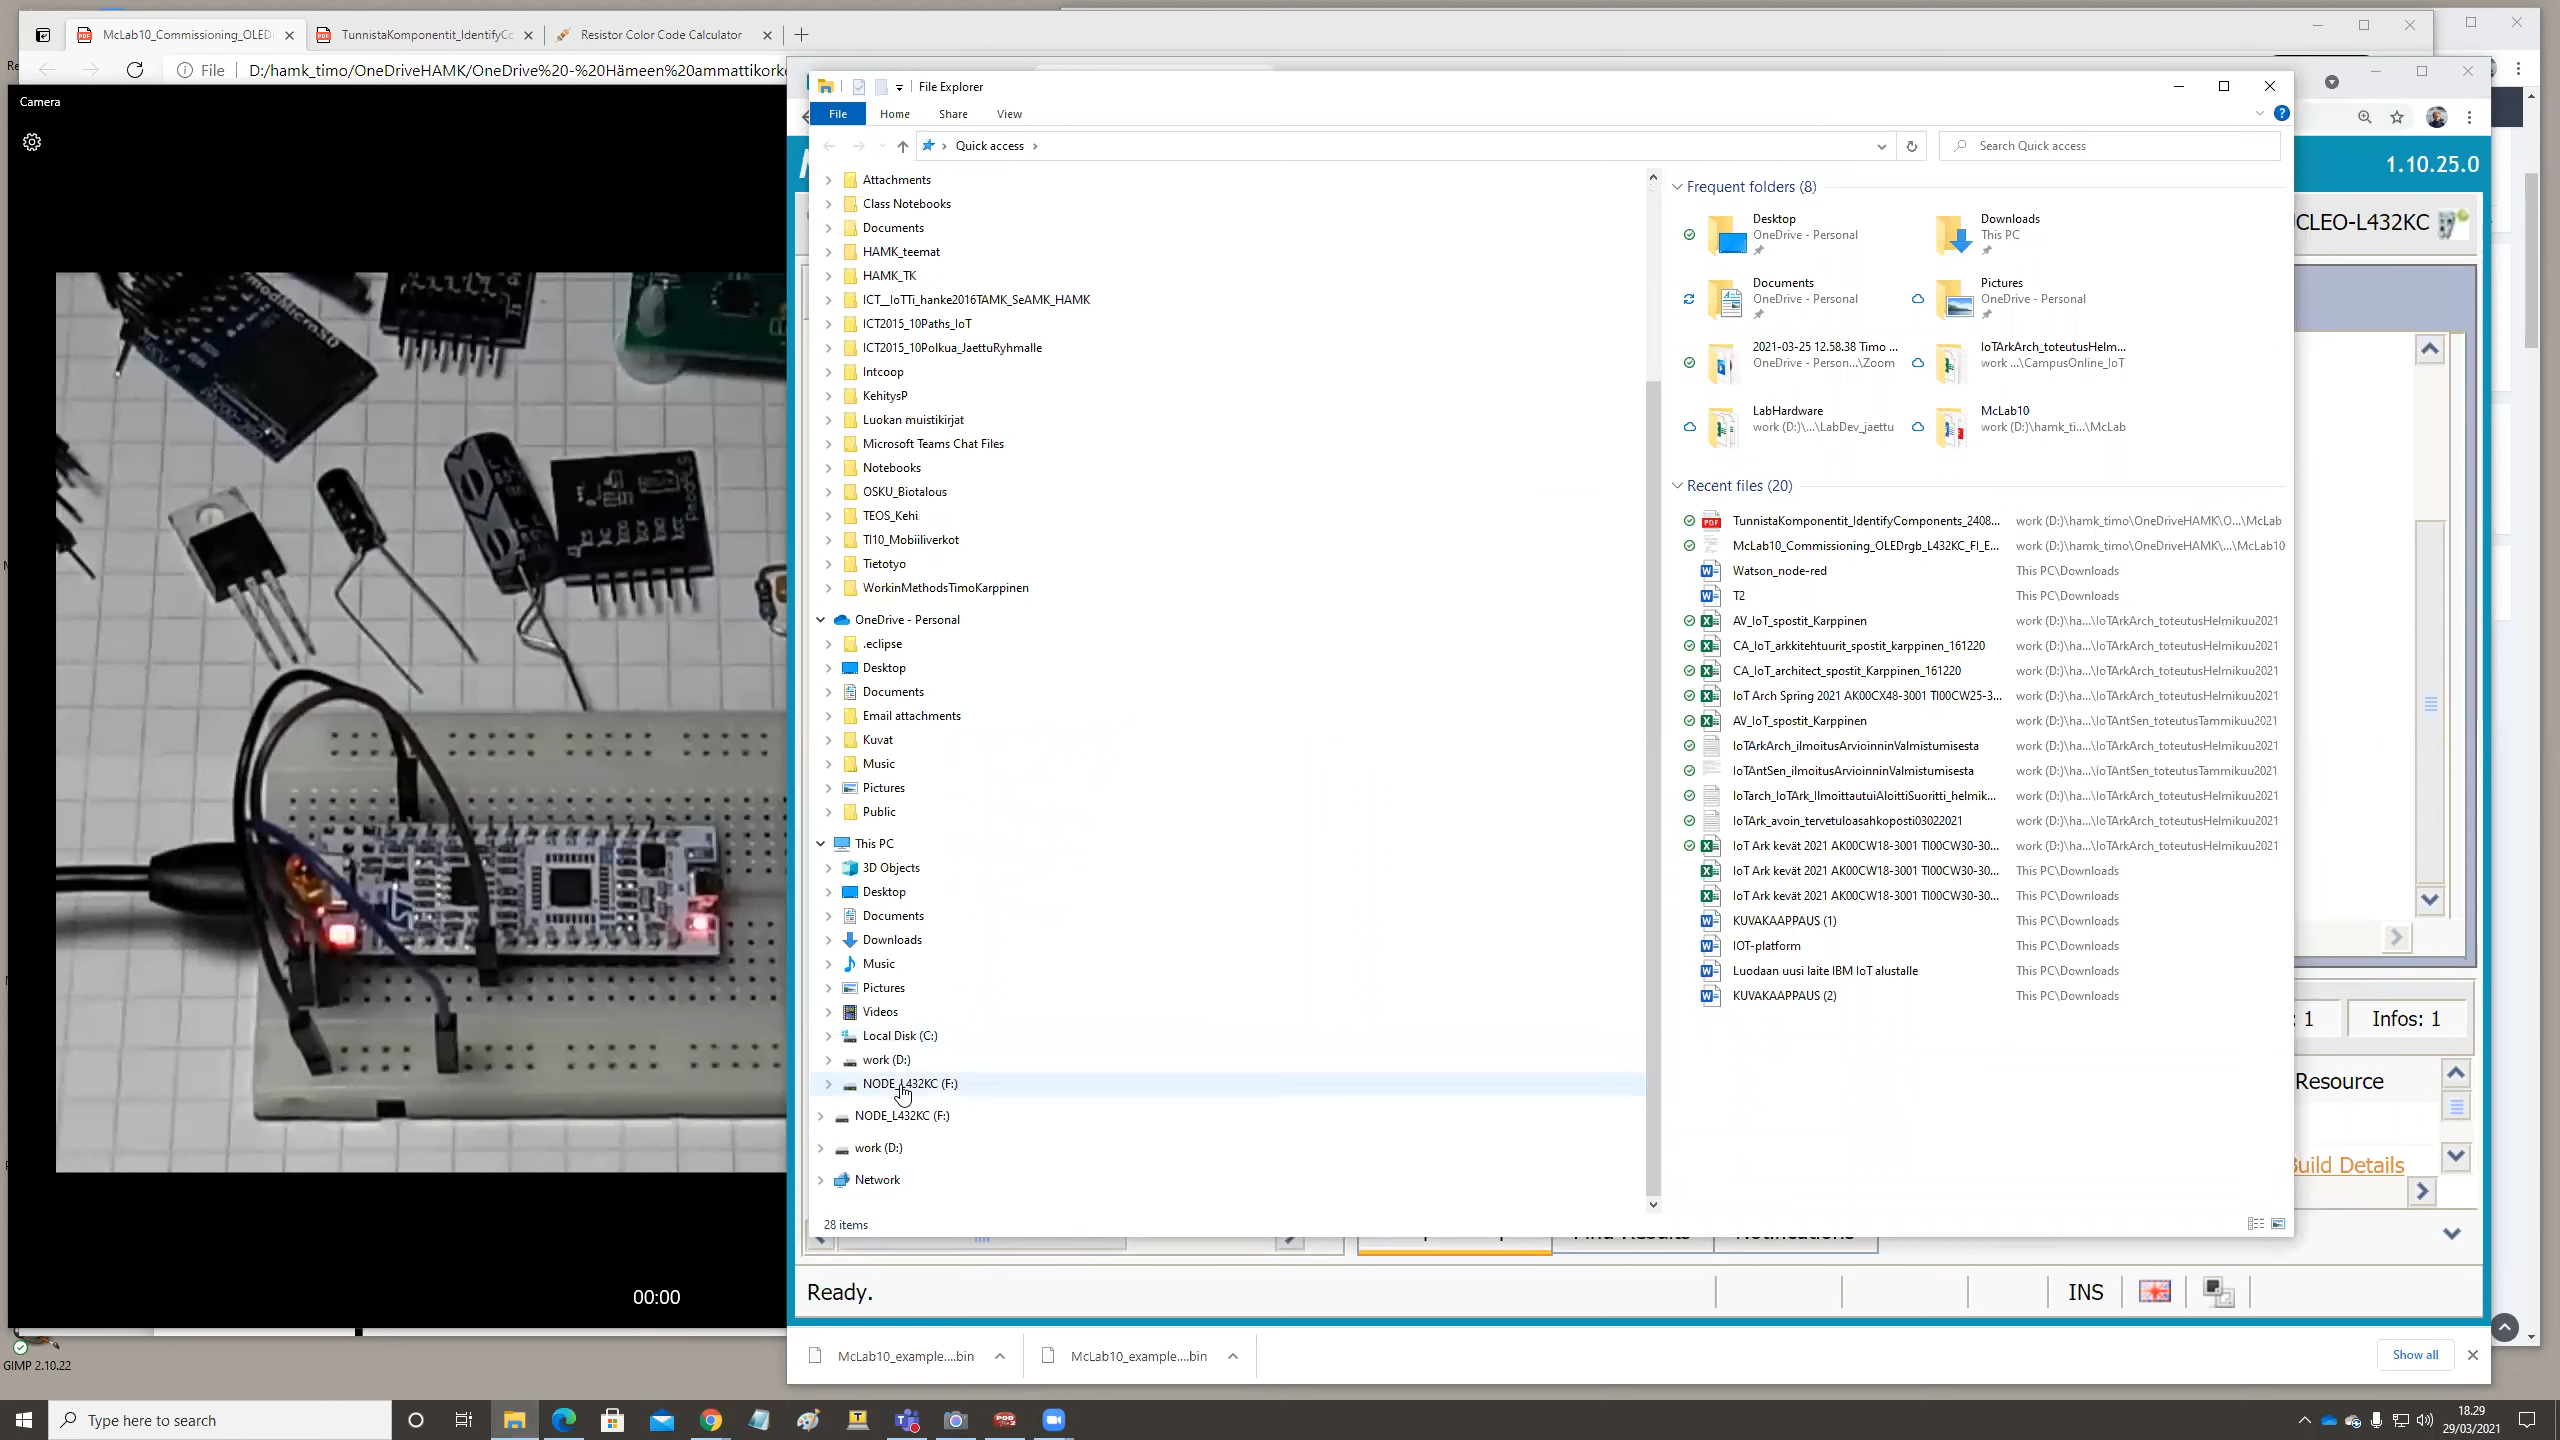 McLab10_Commissioning_OLED
TunnistaKomponentit_IdentifyCo
Resistor Color Code Calculator
File
D:/hamk_timo/OneDriveHAMK/OneDrive%20-%20Hämeen%20ammattikorke
Camera
File Explorer
File
Home
Share
View
Quick access
Search Quick access
1.10.25.0
CLEO-L432KC
Attachments
Class Notebooks
Documents
HAMK_teemat
HAMK_TK
ICT__IoTTi_hanke2016TAMK_SeAMK_HAMK
ICT2015_10Paths_IoT
ICT2015_10Polkua_JaettuRyhmalle
Intcoop
KehitysP
Luokan muistikirjat
Microsoft Teams Chat Files
Notebooks
OSKU_Biotalous
TEOS_Kehi
TI10_Mobiiliverkot
Tietotyo
WorkinMethodsTimoKarppinen
OneDrive - Personal
.eclipse
Desktop
Documents
Email attachments
Kuvat
Music
Pictures
Public
This PC
3D Objects
Desktop
Documents
Downloads
Music
Pictures
Videos
Local Disk (C:)
work (D:)
NODE_L432KC (F:)
NODE_L432KC (F:)
work (D:)
Network
28 items
Frequent folders (8)
Desktop
OneDrive - Personal
Downloads
This PC
Documents
OneDrive - Personal
Pictures
OneDrive - Personal
2021-03-25 12.58.38 Timo ...
OneDrive - Person...\Zoom
IoTArkArch_toteutusHelm...
work ...\CampusOnline_IoT
LabHardware
work (D:)\...\LabDev_jaettu
McLab10
work (D:)\hamk_ti...\McLab
Recent files (20)
TunnistaKomponentit_IdentifyComponents_2408... work (D:)\hamk_timo\OneDriveHAMK\O...\McLab
McLab10_Commissioning_OLEDrgb_L432KC_FI_E... work (D:)\hamk_timo\OneDriveHAMK\...\McLab10
Watson_node-red This PC\Downloads
T2 This PC\Downloads
AV_IoT_spostit_Karppinen work (D:)\ha...\IoTArkArch_toteutusHelmikuu2021
CA_IoT_arkkitehtuurit_spostit_karppinen_161220 work (D:)\ha...\IoTArkArch_toteutusHelmikuu2021
CA_IoT_architect_spostit_Karppinen_161220 work (D:)\ha...\IoTArkArch_toteutusHelmikuu2021
IoT Arch Spring 2021 AK00CX48-3001 TI00CW25-3... work (D:)\ha...\IoTArkArch_toteutusHelmikuu2021
AV_IoT_spostit_Karppinen work (D:)\ha...\IoTAntSen_toteutusTammikuu2021
IoTArkArch_ilmoitusArvioinninValmistumisesta work (D:)\ha...\IoTArkArch_toteutusHelmikuu2021
IoTAntSen_ilmoitusArvioinninValmistumisesta work (D:)\ha...\IoTAntSen_toteutusTammikuu2021
IoTarch_IoTArk_IlmoittautuiAloittiSuoritti_helmik... work (D:)\ha...\IoTArkArch_toteutusHelmikuu2021
IoTArk_avoin_tervetuloasahkoposti03022021 work (D:)\ha...\IoTArkArch_toteutusHelmikuu2021
IoT Ark kevät 2021 AK00CW18-3001 TI00CW30-30... work (D:)\ha...\IoTArkArch_toteutusHelmikuu2021
IoT Ark kevät 2021 AK00CW18-3001 TI00CW30-30... This PC\Downloads
IoT Ark kevät 2021 AK00CW18-3001 TI00CW30-30... This PC\Downloads
KUVAKAAPPAUS (1) This PC\Downloads
IOT-platform This PC\Downloads
Luodaan uusi laite IBM IoT alustalle This PC\Downloads
KUVAKAAPPAUS (2) This PC\Downloads
: 1
Infos: 1
Resource
Build Details
00:00
Ready.
INS
McLab10_example....bin
McLab10_example....bin
Show all
GIMP 2.10.22
Type here to search
18.29
29/03/2021